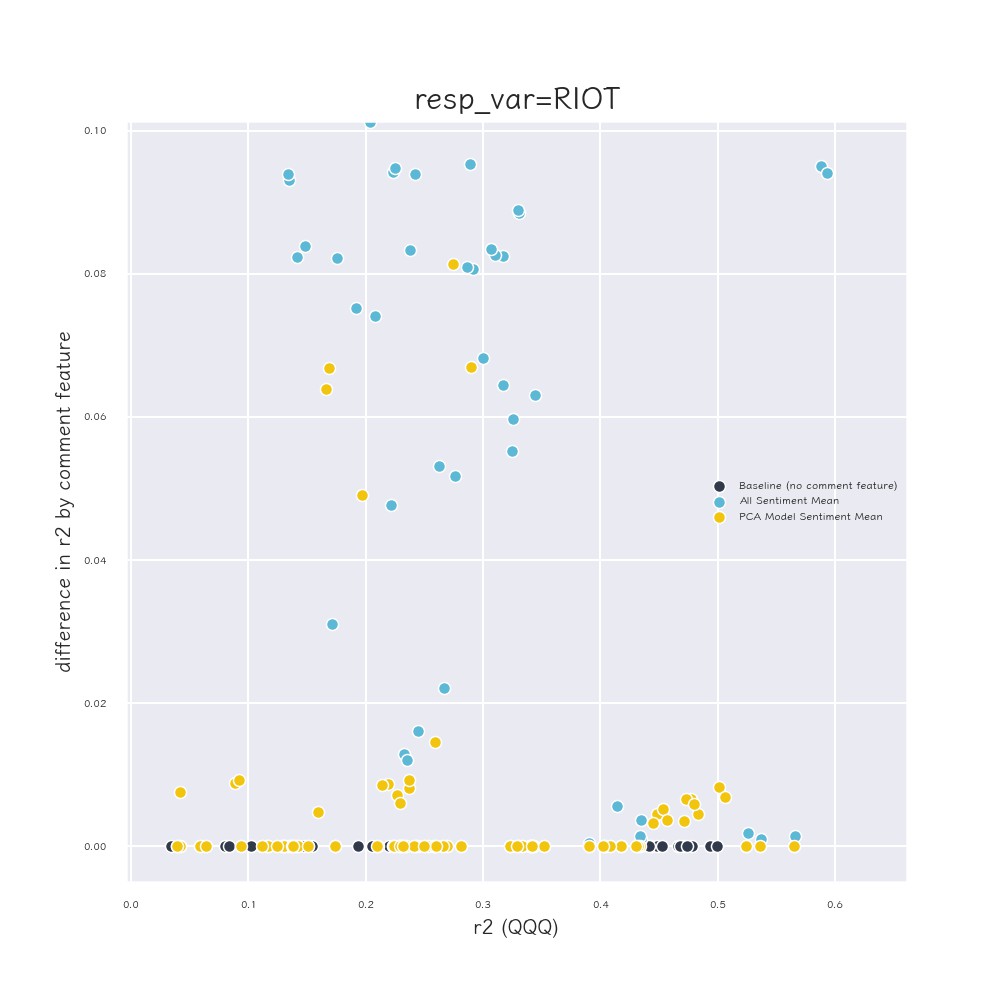 resp_var=RIOT
0.10
0.08
0.06
0.04
0.02
0.00
difference in r2 by comment feature
Baseline (no comment feature)
All Sentiment Mean
PCA Model Sentiment Mean
0.0 0.1 0.2 0.3 0.4 0.5 0.6
r2 (QQQ)